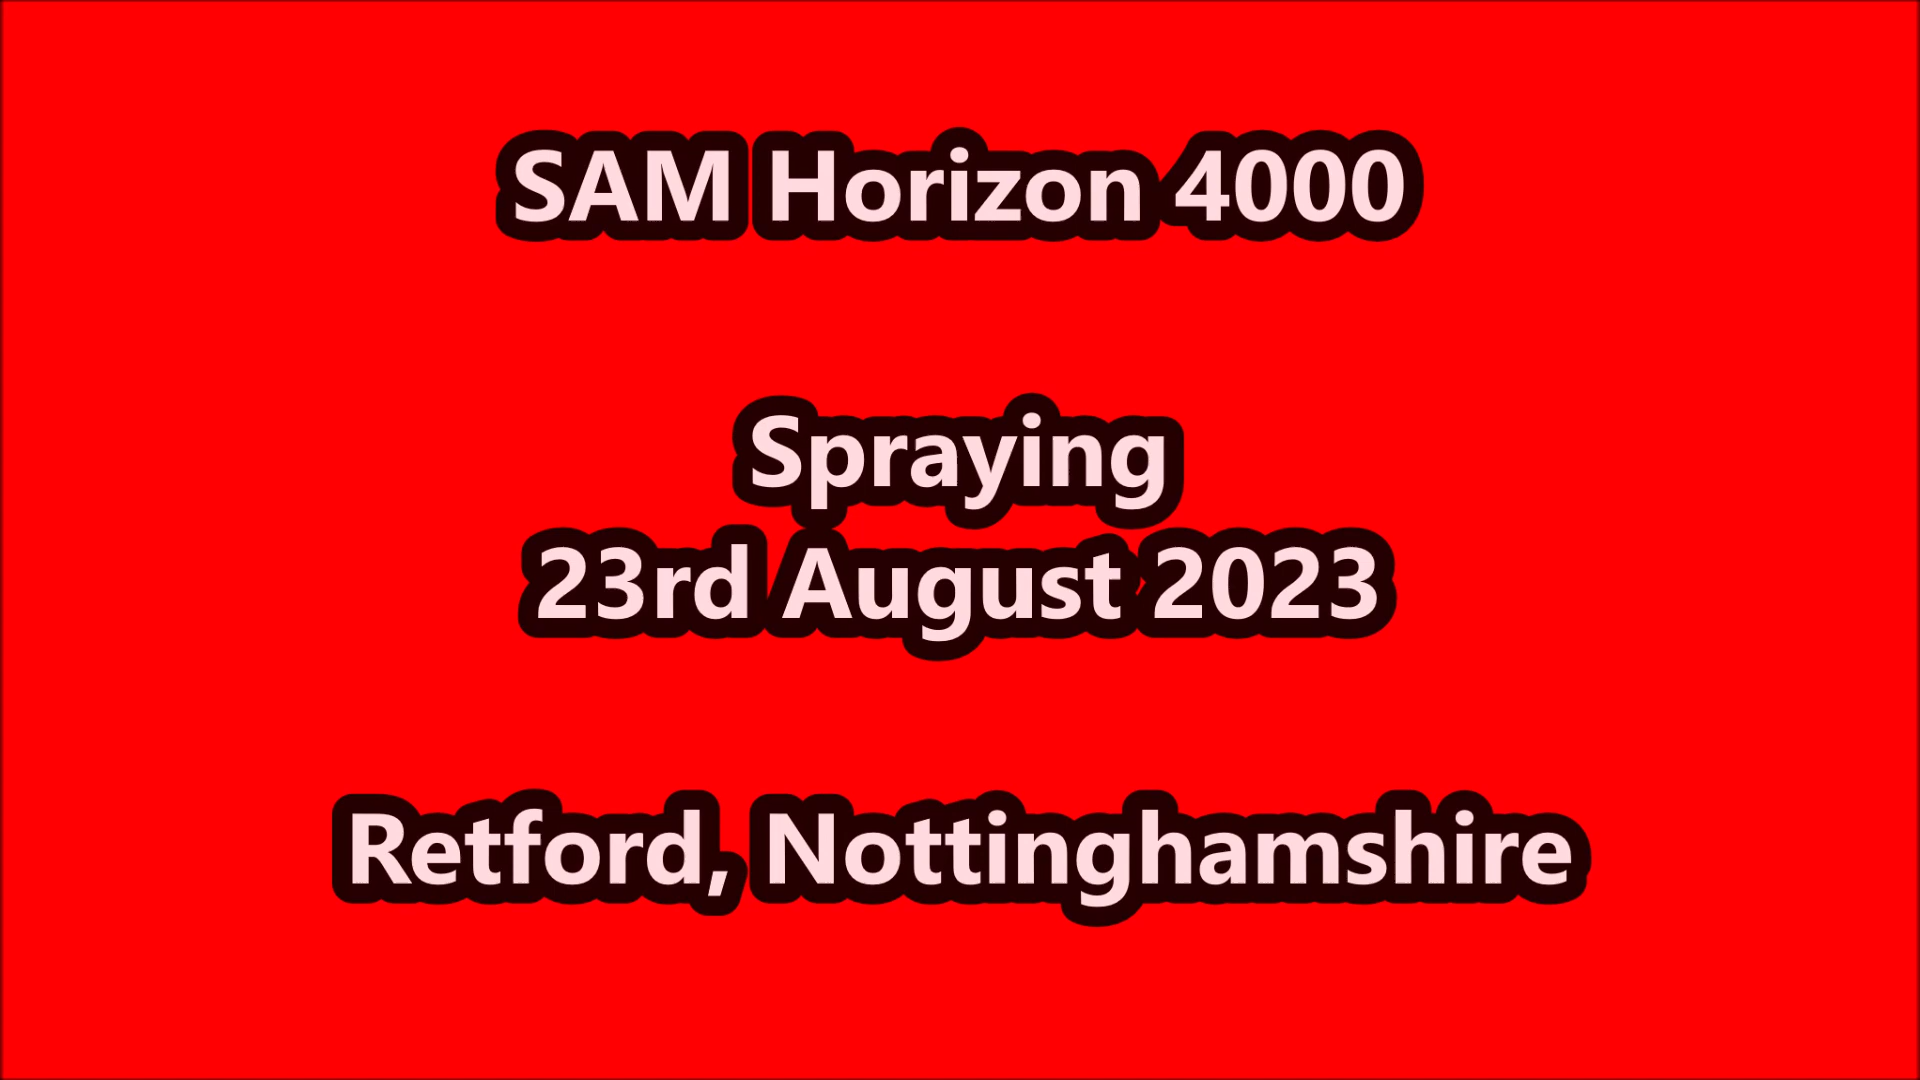 SAM Horizon 4000
Spraying
23rd August 2023
Retford, Nottinghamshire